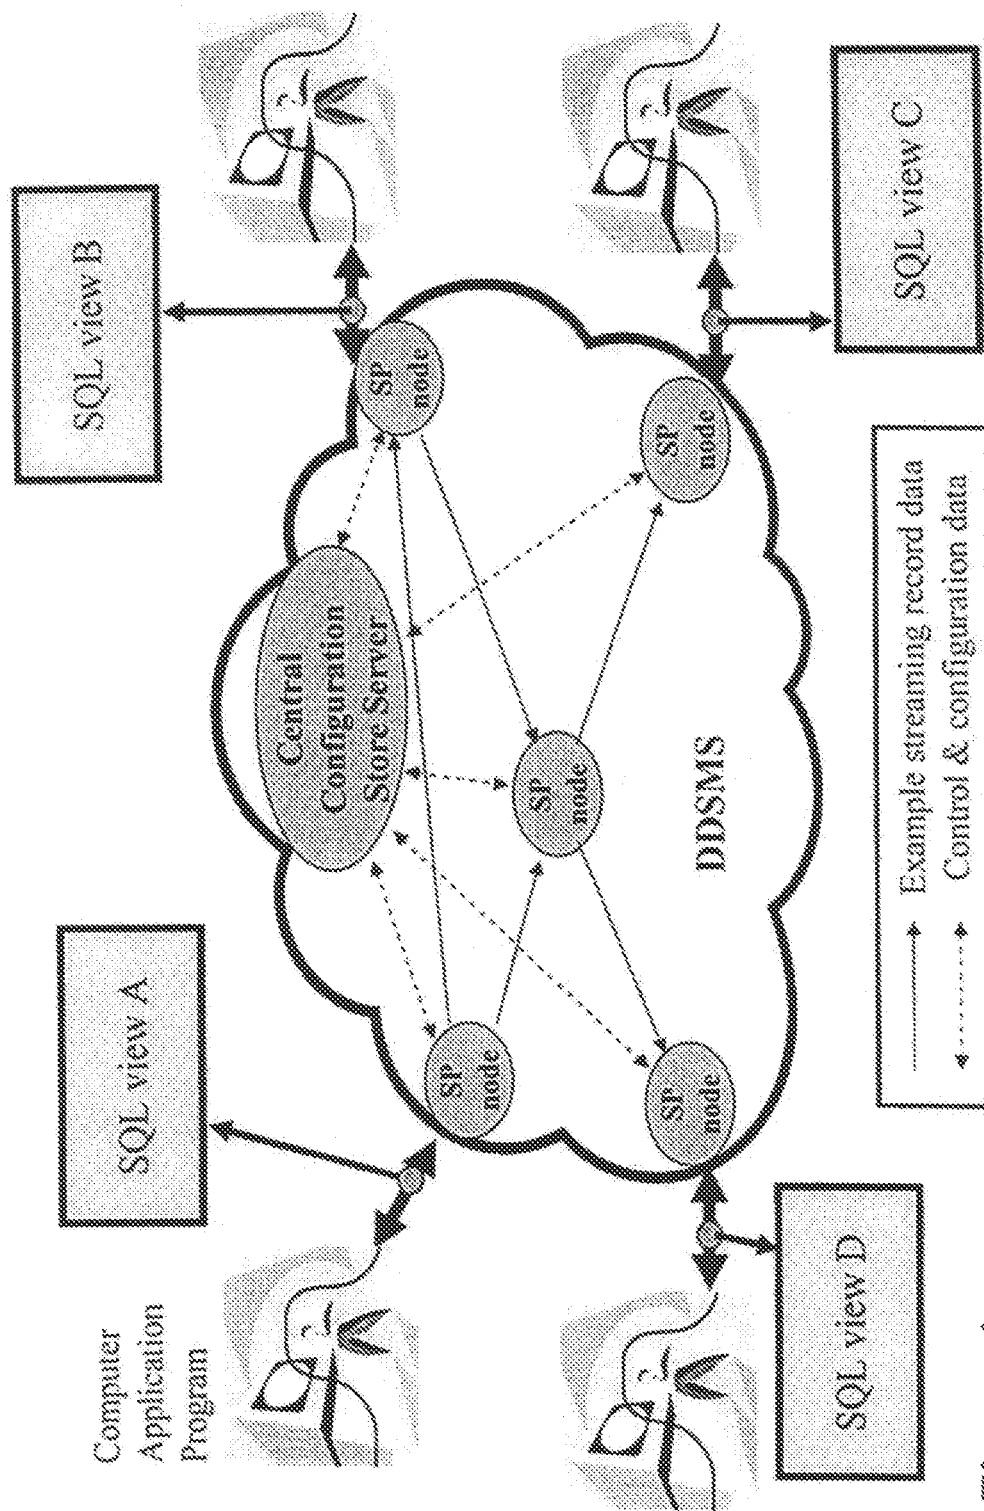 Computer
Application
Program
SQL view A
SQL view B
Central
Configuration
Store Server
SP
node
SP
node
SP
node
SP
node
SP
node
DDSMS
SQL view D
SQL view C
Example streaming record data
Control & configuration data